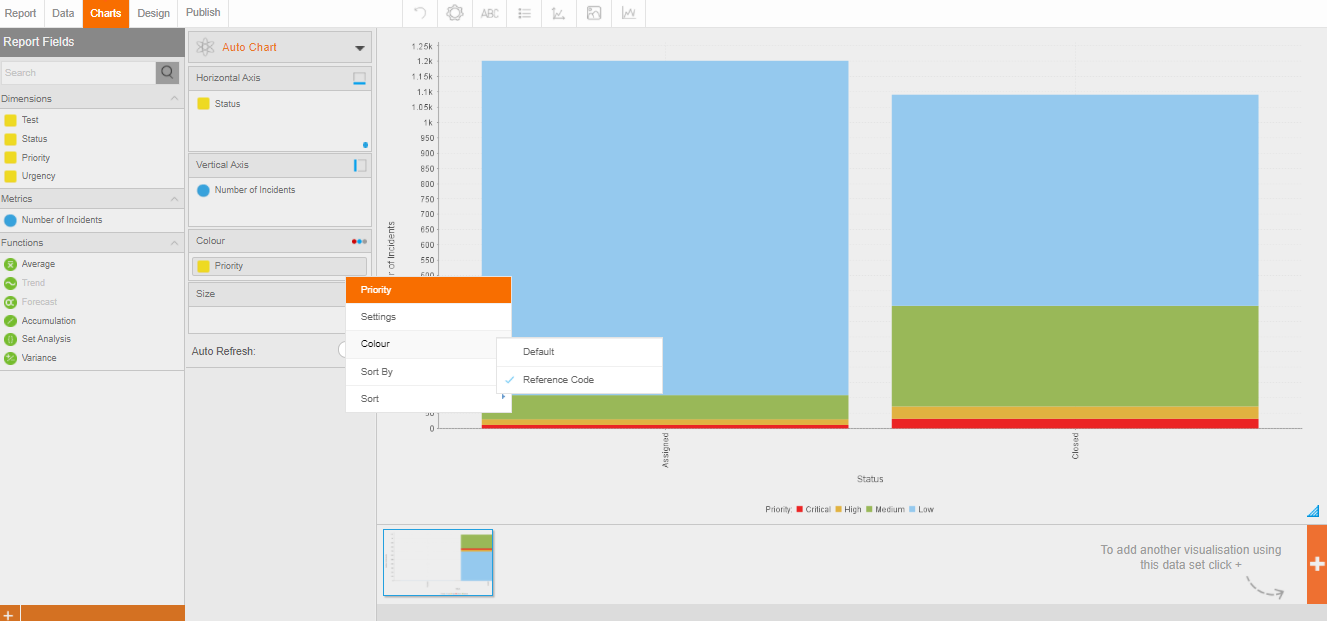 Report Data Charts Design Publish
ABC
Report Fields
Search
Dimensions
Test
Status
Priority
Urgency
Metrics
Number of Incidents
Functions
Average
Trend
Forecast
Accumulation
Set Analysis
Variance
+
Auto Chart
Horizontal Axis
Status
Vertical Axis
Number of Incidents
Colour
Priority
Size
Auto Refresh:
Priority
Settings
Colour
Sort By
Sort
Default
Reference Code
1.25k
1.2k
1.15k
1.1k
1.05k
1k
950
900
850
800
750
700
650
600
550
500
50
0
r of Incidents
Assigned
Closed
Status
Priority: Critical High Medium Low
To add another visualisation using
this data set click +
+